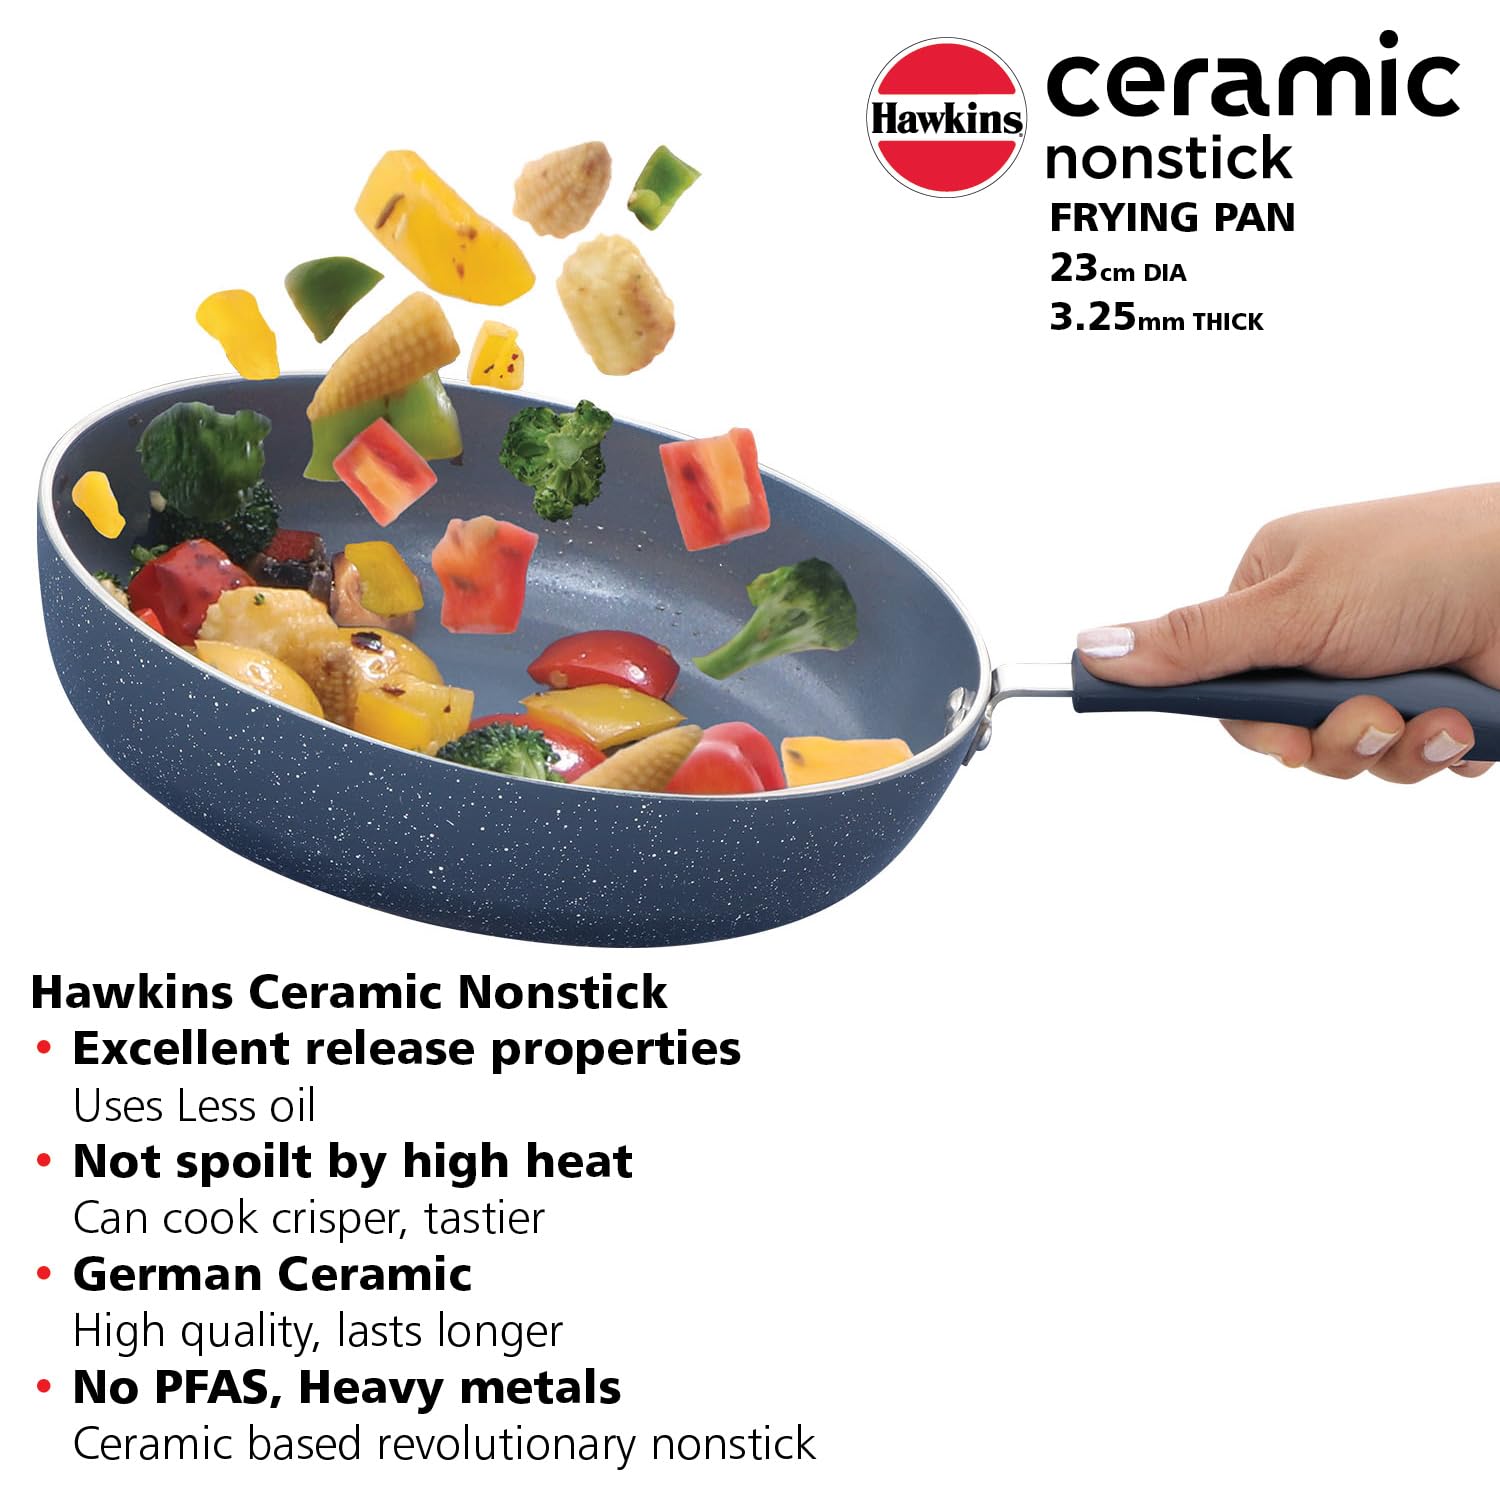 Hawkins
ceramic
nonstick
FRYING PAN
23cm DIA
3.25mm THICK
Hawkins Ceramic Nonstick
• Excellent release properties
Uses Less oil
• Not spoilt by high heat
Can cook crisper, tastier
• German Ceramic
High quality, lasts longer
• No PFAS, Heavy metals
Ceramic based revolutionary nonstick